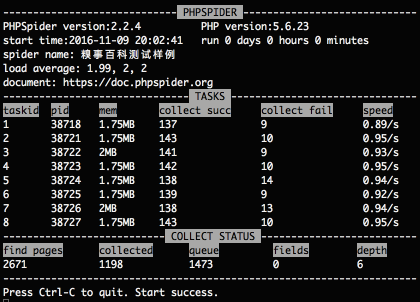 PHPSPIDER
PHPSpider version:2.2.4 PHP version:5.6.23
start time:2016-11-09 20:02:41 run 0 days 0 hours 0 minutes
spider name: 糗事百科测试样例
load average: 1.99, 2, 2
document: https://doc.phpspider.org
TASKS
taskid pid mem collect succ collect fail speed
1 38718 1.75MB 137 9 0.89/s
2 38721 1.75MB 143 10 0.95/s
3 38722 2MB 141 9 0.93/s
4 38723 1.75MB 142 10 0.95/s
5 38724 1.75MB 138 14 0.94/s
6 38725 1.75MB 139 9 0.92/s
7 38726 2MB 138 13 0.94/s
8 38727 1.75MB 143 10 0.95/s
COLLECT STATUS
find pages collected queue fields depth
2671 1198 1473 0 6
Press Ctrl-C to quit. Start success.